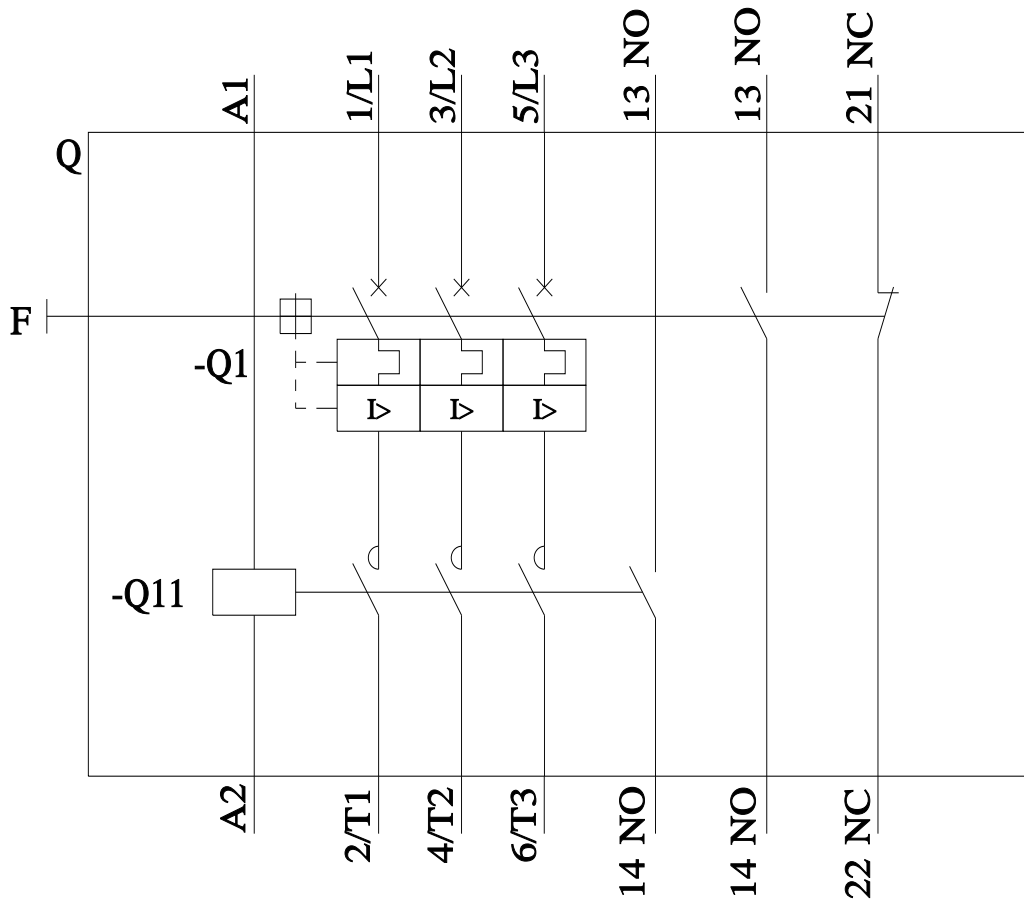 A1
1/L1
3/L2
5/L3
13 NO
13 NO
21 NC
Q
F
-Q1
I>
I>
I>
-Q11
A2
2/T1
4/T2
6/T3
14 NO
14 NO
22 NC